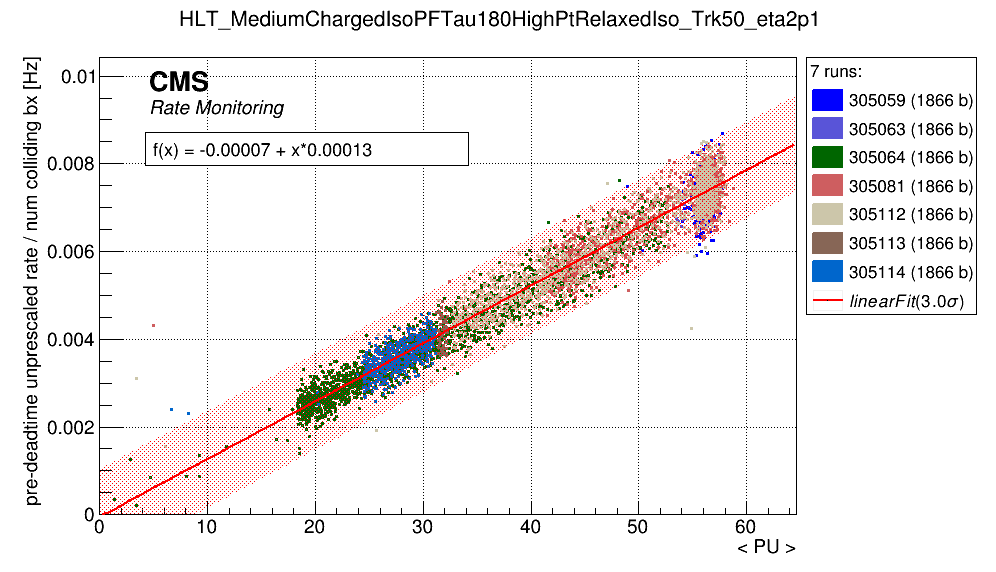 HLT_MediumChargedIsoPFTau180HighPtRelaxedIso_Trk50_eta2p1
pre-deadtime unprescaled rate / num colliding bx [Hz]
0.01
0.008
0.006
0.004
0.002
0
CMS
Rate Monitoring
f(x) = -0.00007 + x*0.00013
0 10 20 30 40 50 60
< PU >
7 runs:
305059 (1866 b)
305063 (1866 b)
305064 (1866 b)
305081 (1866 b)
305112 (1866 b)
305113 (1866 b)
305114 (1866 b)
linearFit(3.0σ)